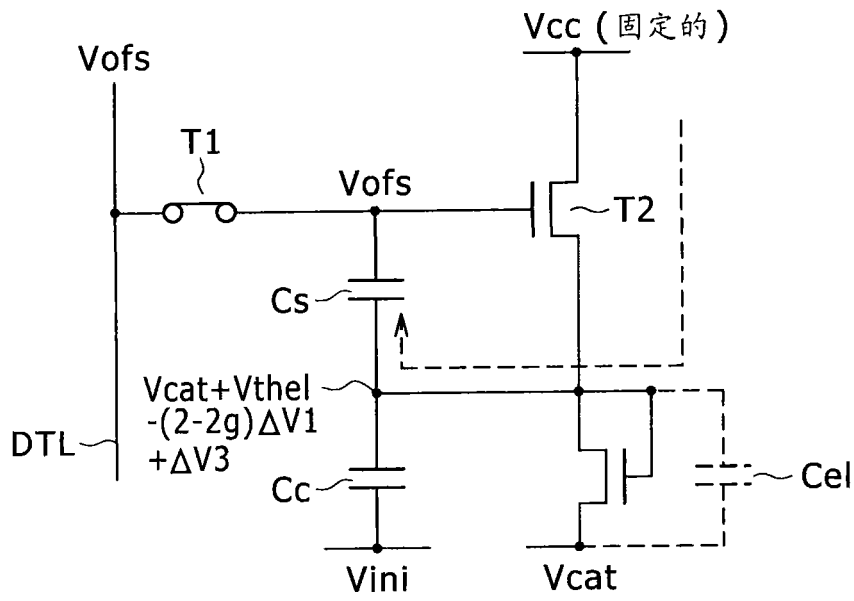 Vcc (固定的)
Vofs
T1
Vofs
T2
Cs
Vcat+Vthel
-(2-2g)ΔV1
+ΔV3
DTL
Cc
Cel
Vini
Vcat